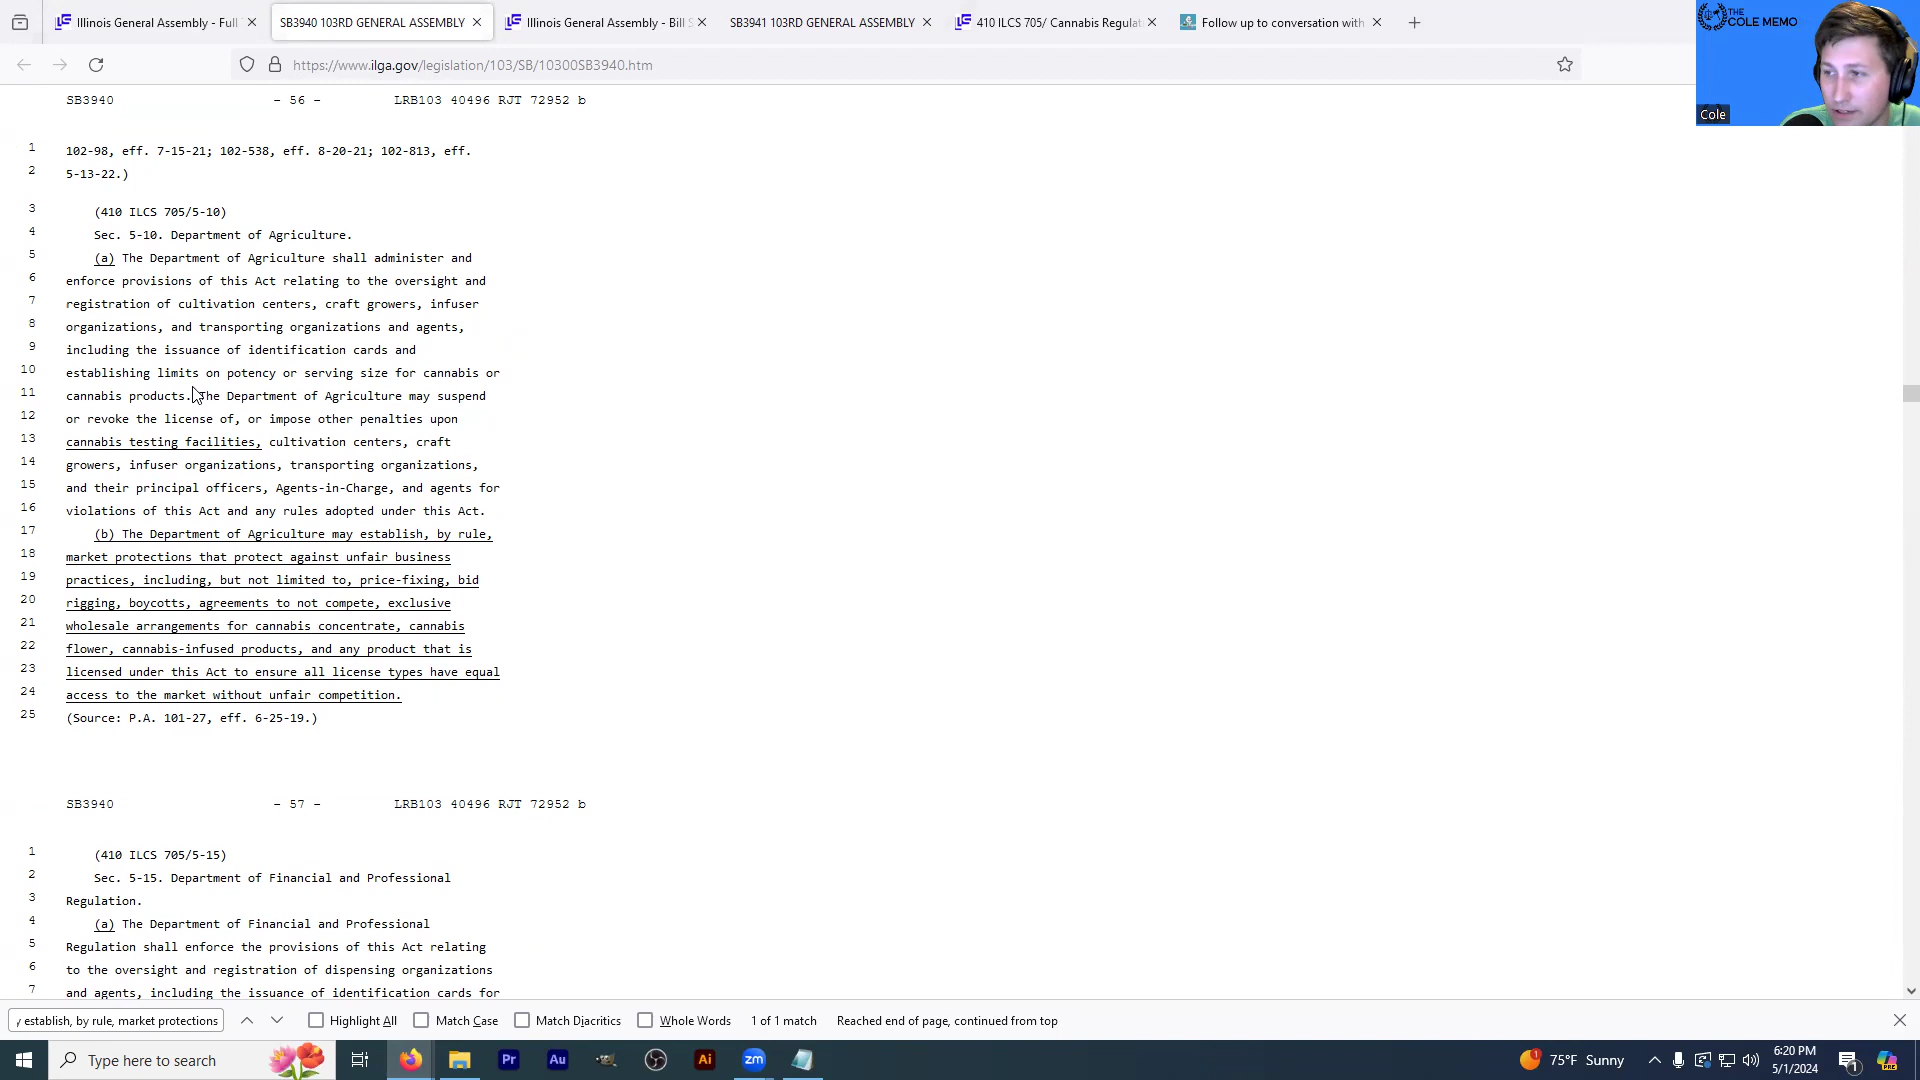 Illinois General Assembly - Full
SB3940 103RD GENERAL ASSEMBLY
Illinois General Assembly - Bill S
SB3941 103RD GENERAL ASSEMBLY
410 ILCS 705/ Cannabis Regulat
Follow up to conversation with
THE COLE MEMO
https://www.ilga.gov/legislation/103/SB/10300SB3940.htm
Cole
SB3940 - 56 - LRB103 40496 RJT 72952 b
1 102-98, eff. 7-15-21; 102-538, eff. 8-20-21; 102-813, eff.
2 5-13-22.)
3 (410 ILCS 705/5-10)
4 Sec. 5-10. Department of Agriculture.
5 (a) The Department of Agriculture shall administer and
6 enforce provisions of this Act relating to the oversight and
7 registration of cultivation centers, craft growers, infuser
8 organizations, and transporting organizations and agents,
9 including the issuance of identification cards and
10 establishing limits on potency or serving size for cannabis or
11 cannabis products. The Department of Agriculture may suspend
12 or revoke the license of, or impose other penalties upon
13 cannabis testing facilities, cultivation centers, craft
14 growers, infuser organizations, transporting organizations,
15 and their principal officers, Agents-in-Charge, and agents for
16 violations of this Act and any rules adopted under this Act.
17 (b) The Department of Agriculture may establish, by rule,
18 market protections that protect against unfair business
19 practices, including, but not limited to, price-fixing, bid
20 rigging, boycotts, agreements to not compete, exclusive
21 wholesale arrangements for cannabis concentrate, cannabis
22 flower, cannabis-infused products, and any product that is
23 licensed under this Act to ensure all license types have equal
24 access to the market without unfair competition.
25 (Source: P.A. 101-27, eff. 6-25-19.)
SB3940 - 57 - LRB103 40496 RJT 72952 b
1 (410 ILCS 705/5-15)
2 Sec. 5-15. Department of Financial and Professional
3 Regulation.
4 (a) The Department of Financial and Professional
5 Regulation shall enforce the provisions of this Act relating
6 to the oversight and registration of dispensing organizations
7 and agents, including the issuance of identification cards for
y establish, by rule, market protections
Highlight All
Match Case
Match Diacritics
Whole Words
1 of 1 match
Reached end of page, continued from top
Type here to search
Pr
Au
Ai
zm
75°F Sunny
6:20 PM
5/1/2024